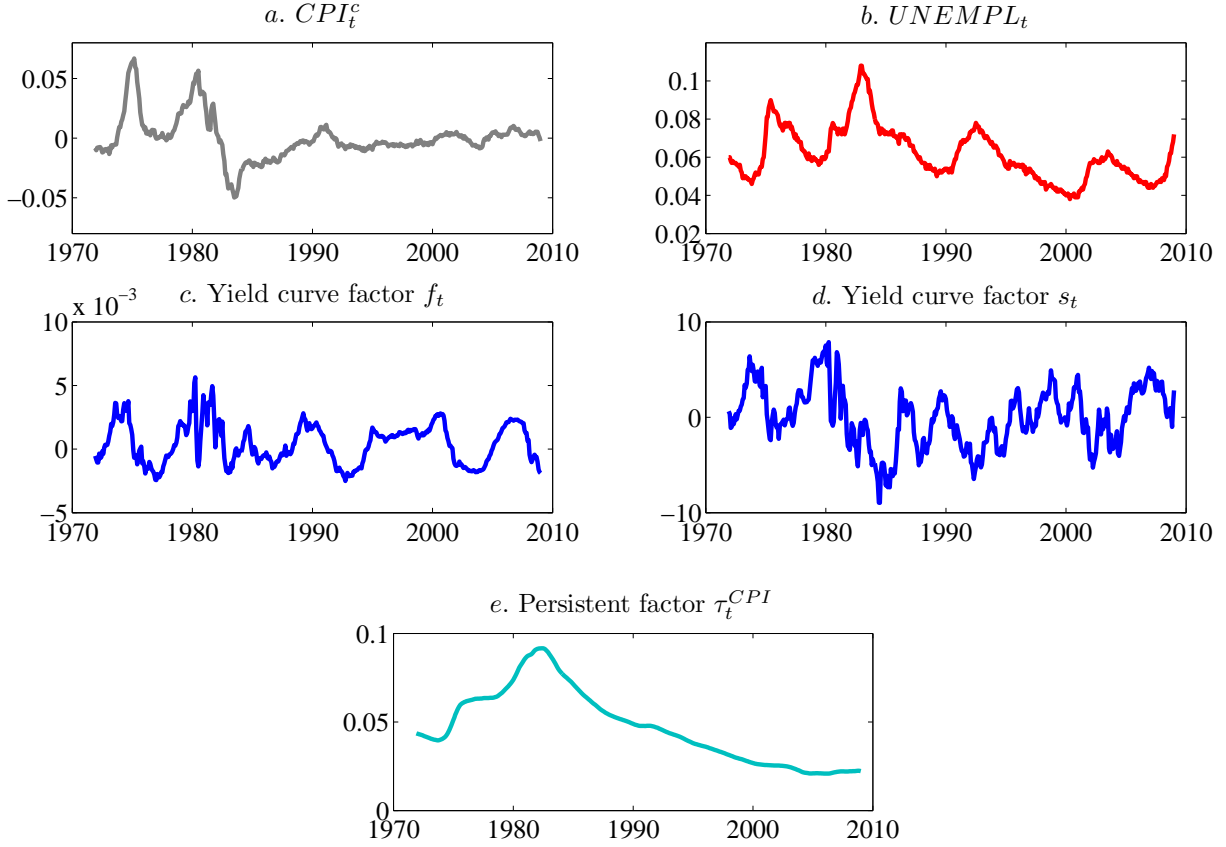 a. CPI_t^c
0.05
0
−0.05
1970 1980 1990 2000 2010
b. UNEMPL_t
0.1
0.08
0.06
0.04
0.02
1970 1980 1990 2000 2010
c. Yield curve factor f_t
x 10^−3
10
5
0
−5
1970 1980 1990 2000 2010
d. Yield curve factor s_t
10
0
−10
1970 1980 1990 2000 2010
e. Persistent factor τ_t^CPI
0.1
0.05
0
1970 1980 1990 2000 2010